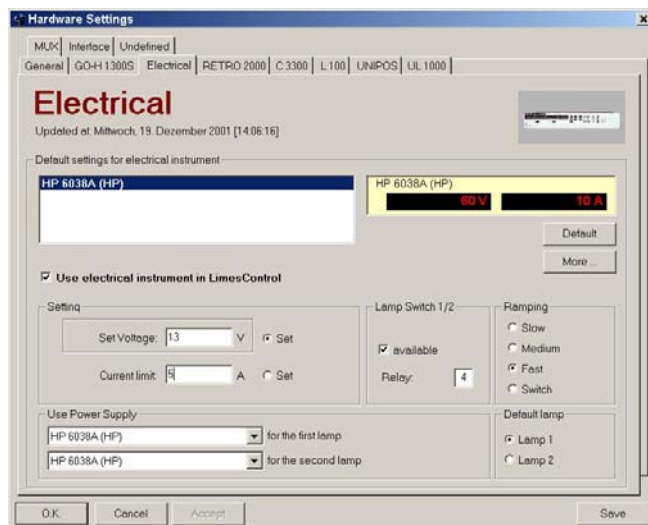 Hardware Settings
MUX Interface Undefined
General GO-H 1300S Electrical RETRO 2000 C 3300 L 100 UNIPOS UL 1000
Electrical
Updated at: Mittwoch, 19. Dezember 2001 [14:06:16]
Default settings for electrical instrument
HP 6038A (HP)
HP 6038A (HP)
60 V 10 A
Default
More ...
Use electrical instrument in LimesControl
Setting
Set Voltage: 13 V Set
Current limit: 5 A Set
Lamp Switch 1/2
available
Relay: 4
Ramping
Slow
Medium
Fast
Switch
Use Power Supply
HP 6038A (HP) for the first lamp
HP 6038A (HP) for the second lamp
Default lamp
Lamp 1
Lamp 2
O.K. Cancel Accept Save